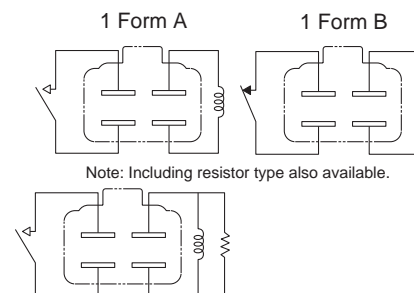 1 Form A
1 Form B
Note: Including resistor type also available.